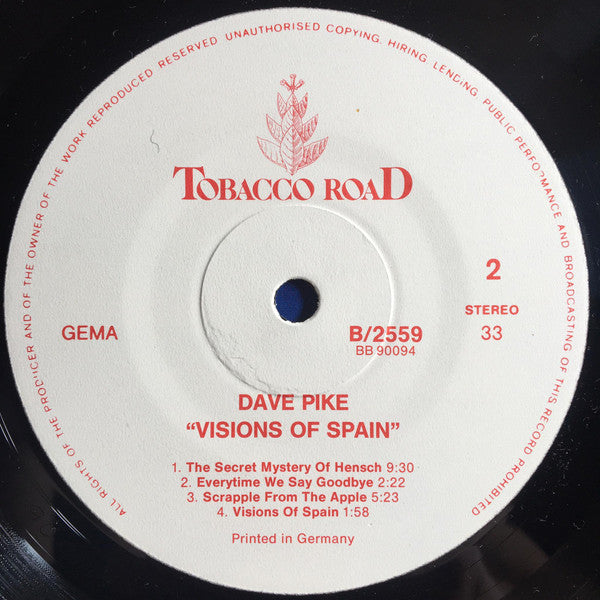 ALL RIGHTS OF THE PRODUCER AND OF THE OWNER OF THE WORK REPRODUCED RESERVED UNAUTHORISED COPYING, HIRING, LENDING, PUBLIC PERFORMANCE AND BROADCASTING OF THIS RECORD PROHIBITED
TOBACCO ROAD
2
STEREO
GEMA
B/2559
33
BB 90094
DAVE PIKE
“VISIONS OF SPAIN”
1. The Secret Mystery Of Hensch 9:30
2. Everytime We Say Goodbye 2:22
3. Scrapple From The Apple 5:23
4. Visions Of Spain 1:58
Printed in Germany